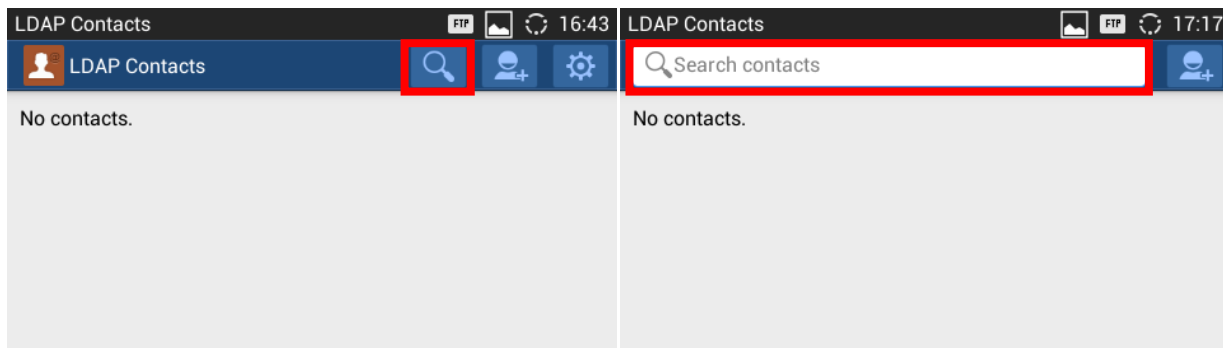 LDAP Contacts FTP 16:43
LDAP Contacts
No contacts.
LDAP Contacts FTP 17:17
Search contacts
No contacts.